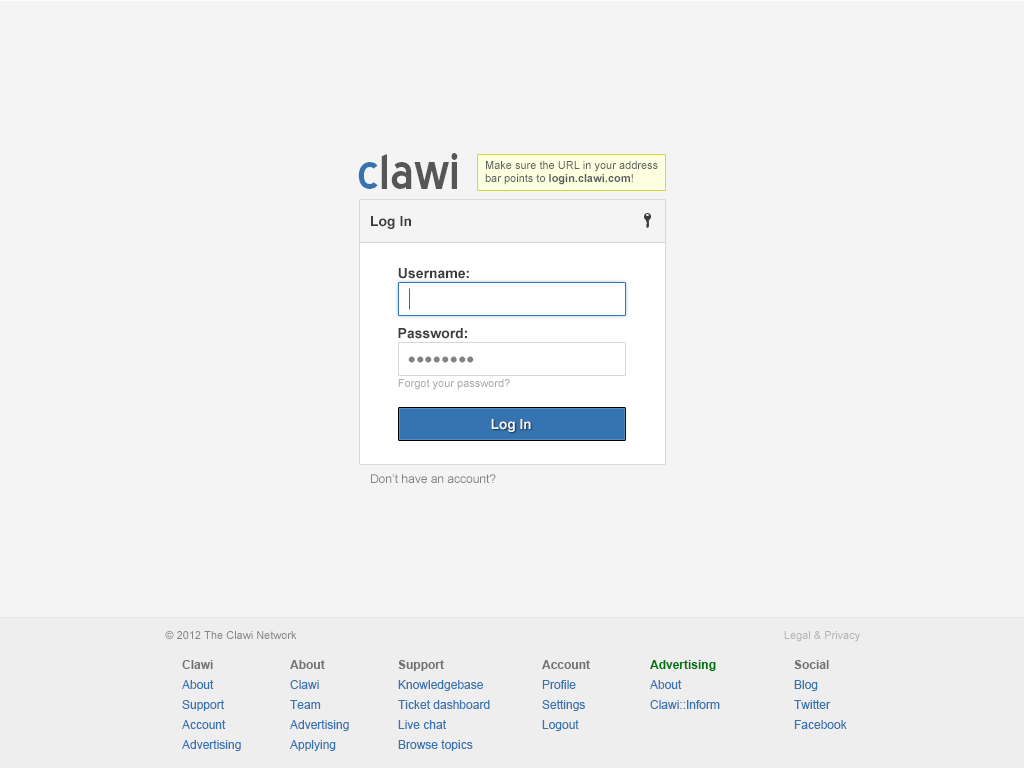 clawi
Make sure the URL in your address
bar points to login.clawi.com!
Log In
Username:
Password:
●●●●●●●●
Forgot your password?
Log In
Don't have an account?
© 2012 The Clawi Network
Legal & Privacy
Clawi
About
Support
Account
Advertising
About
Clawi
Team
Advertising
Applying
Support
Knowledgebase
Ticket dashboard
Live chat
Browse topics
Account
Profile
Settings
Logout
Advertising
About
Clawi::Inform
Social
Blog
Twitter
Facebook